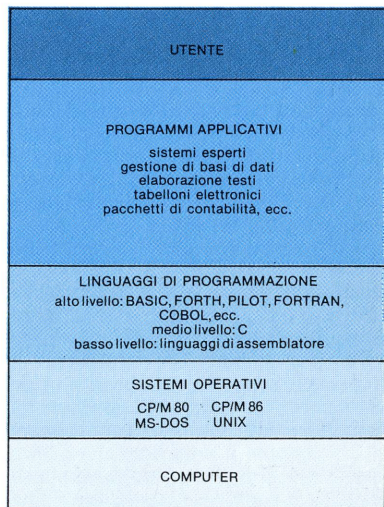 UTENTE
PROGRAMMI APPLICATIVI
sistemi esperti
gestione di basi di dati
elaborazione testi
tabelloni elettronici
pacchetti di contabilità, ecc.
LINGUAGGI DI PROGRAMMAZIONE
alto livello: BASIC, FORTH, PILOT, FORTRAN,
COBOL, ecc.
medio livello: C
basso livello: linguaggi di assemblatore
SISTEMI OPERATIVI
CP/M 80 CP/M 86
MS-DOS UNIX
COMPUTER